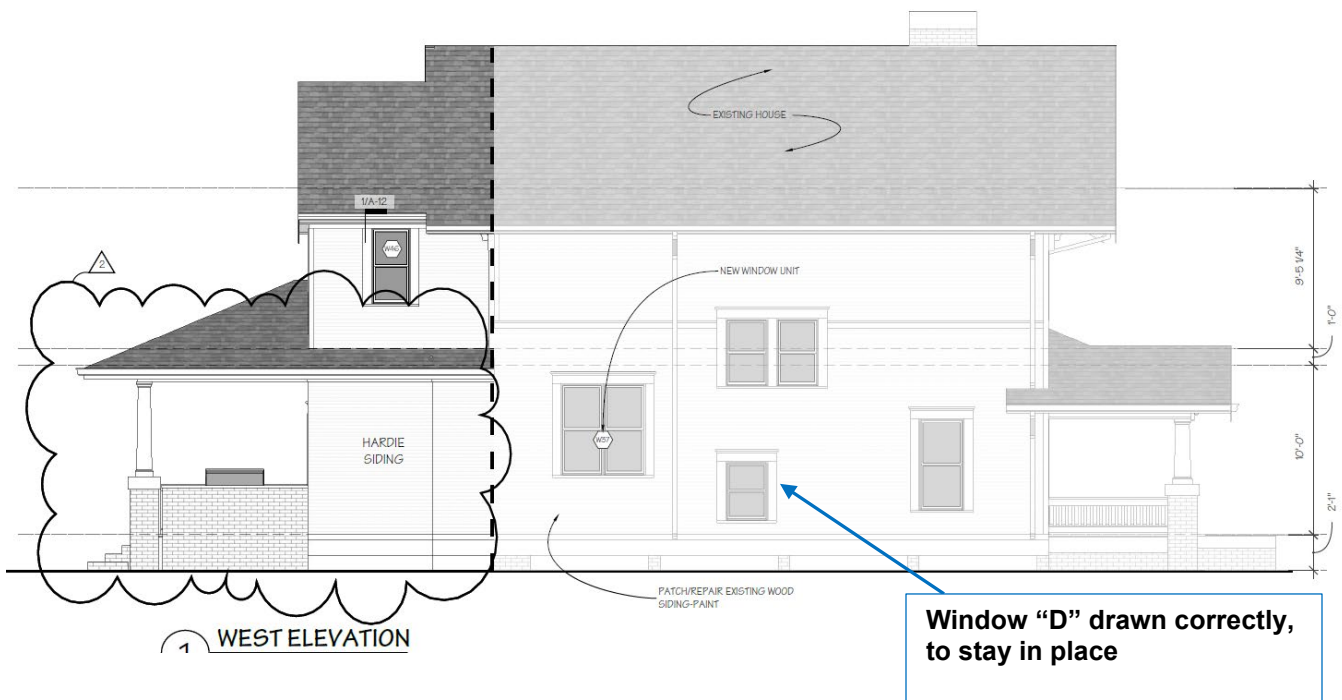 EXISTING HOUSE
1/A-12
W446
2
NEW WINDOW UNIT
9'-5 1/4"
1'-0"
HARDIE
SIDING
W37
10'-0"
2'-1"
PATCH/REPAIR EXISTING WOOD
SIDING-PAINT
Window “D” drawn correctly,
to stay in place
1 WEST ELEVATION